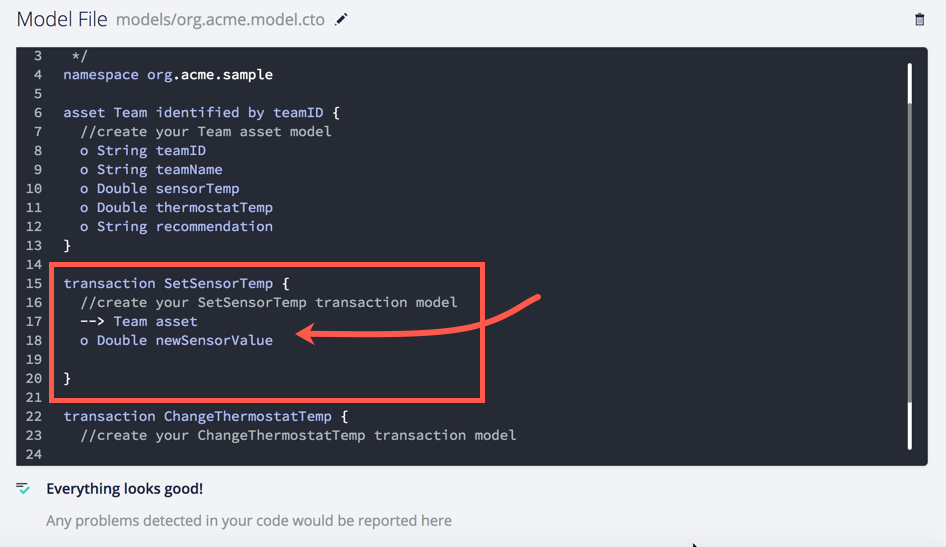 Model File models/org.acme.model.cto
3 */
4 namespace org.acme.sample
5
6 asset Team identified by teamID {
7 //create your Team asset model
8 o String teamID
9 o String teamName
10 o Double sensorTemp
11 o Double thermostatTemp
12 o String recommendation
13 }
14
15 transaction SetSensorTemp {
16 //create your SetSensorTemp transaction model
17 --> Team asset
18 o Double newSensorValue
19
20 }
21
22 transaction ChangeThermostatTemp {
23 //create your ChangeThermostatTemp transaction model
24
Everything looks good!
Any problems detected in your code would be reported here